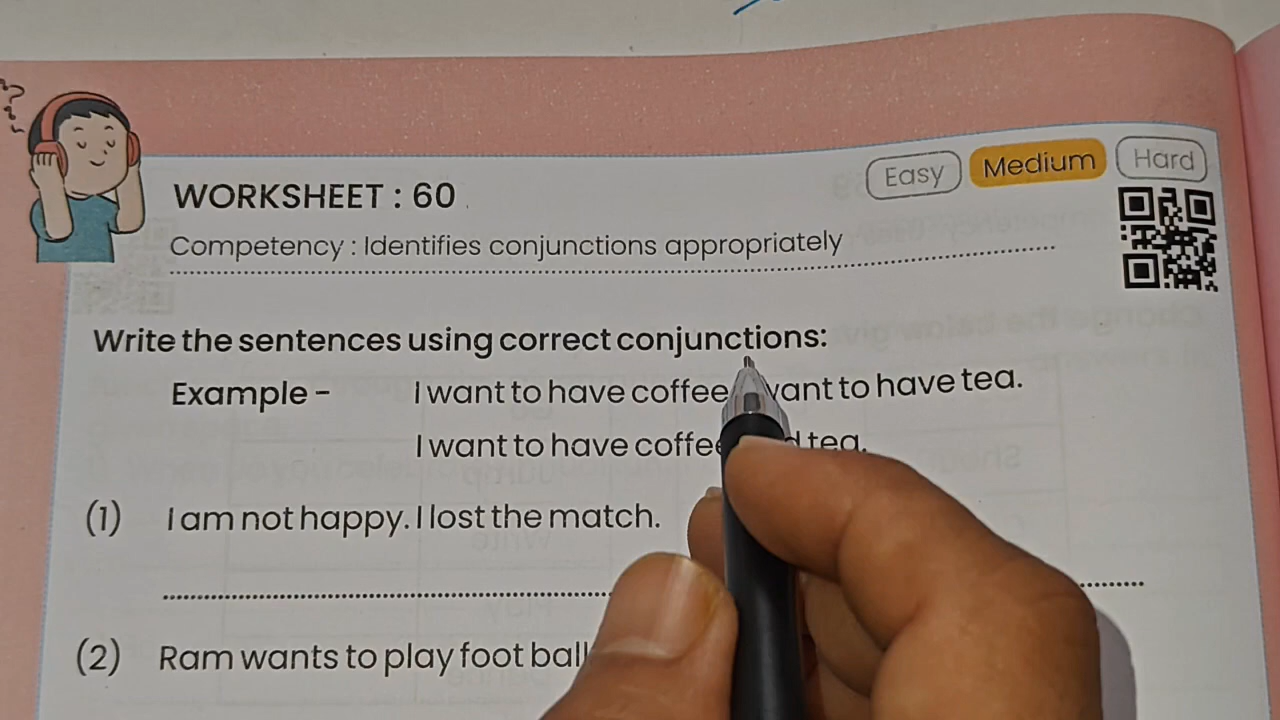 Easy Medium Hard
WORKSHEET : 60
Competency : Identifies conjunctions appropriately
Write the sentences using correct conjunctions:
Example - I want to have coffee want to have tea.
I want to have coffee tea.
(1) I am not happy. I lost the match.
(2) Ram wants to play foot ball